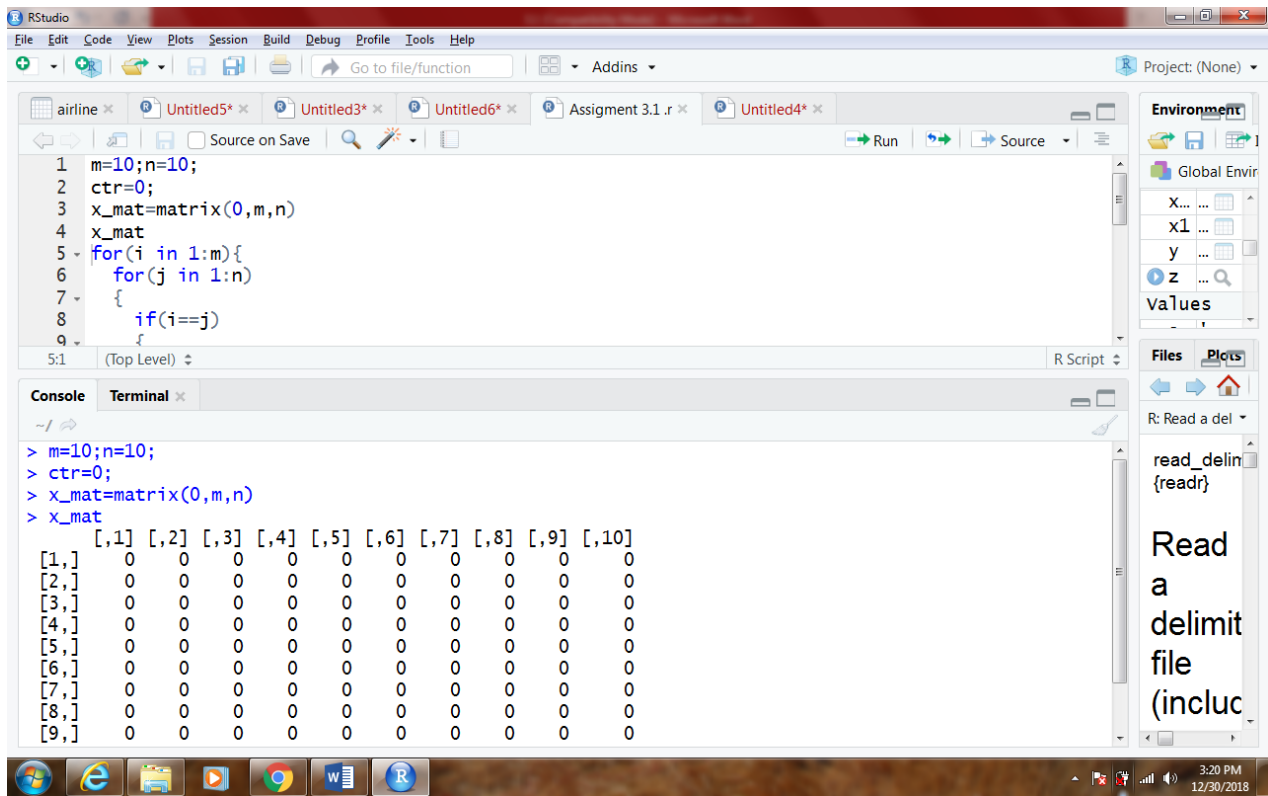 RStudio
File Edit Code View Plots Session Build Debug Profile Tools Help
Go to file/function Addins Project: (None)
airline Untitled5* Untitled3* Untitled6* Assigment 3.1 .r Untitled4*
Source on Save Run Source
1 m=10;n=10;
2 ctr=0;
3 x_mat=matrix(0,m,n)
4 x_mat
5 for(i in 1:m){
6 for(j in 1:n)
7 {
8 if(i==j)
9 {
5:1 (Top Level) R Script
Console Terminal
~/
> m=10;n=10;
> ctr=0;
> x_mat=matrix(0,m,n)
> x_mat
[,1] [,2] [,3] [,4] [,5] [,6] [,7] [,8] [,9] [,10]
[1,] 0 0 0 0 0 0 0 0 0 0
[2,] 0 0 0 0 0 0 0 0 0 0
[3,] 0 0 0 0 0 0 0 0 0 0
[4,] 0 0 0 0 0 0 0 0 0 0
[5,] 0 0 0 0 0 0 0 0 0 0
[6,] 0 0 0 0 0 0 0 0 0 0
[7,] 0 0 0 0 0 0 0 0 0 0
[8,] 0 0 0 0 0 0 0 0 0 0
[9,] 0 0 0 0 0 0 0 0 0 0
Environment
Global Envir
x... ...
x1 ...
y ...
z ...
Values
Files Plots
R: Read a del
read_delim
{readr}
Read
a
delimit
file
(includ
3:20 PM
12/30/2018